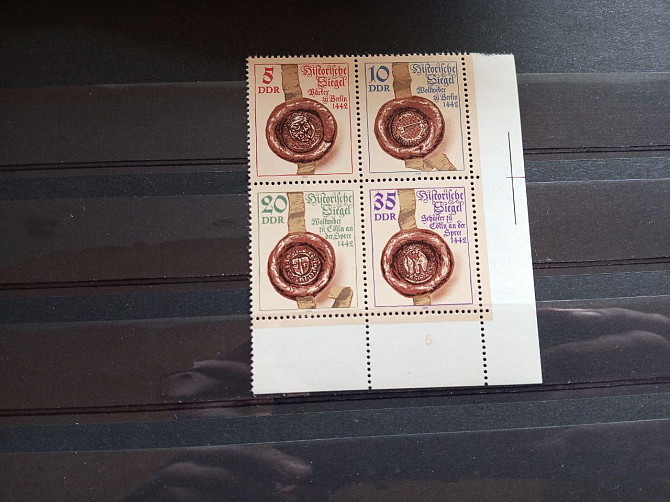 5
DDR
Historische
Siegel
Bäcker
zu Berlin
1442
10
DDR
Historische
Siegel
Wollweber
zu Berlin
1442
20
DDR
Historische
Siegel
Wollweber
zu Cölln an
der Spree
1442
35
DDR
Historische
Siegel
Schuster zu
Cölln an der
Spree
1442
5